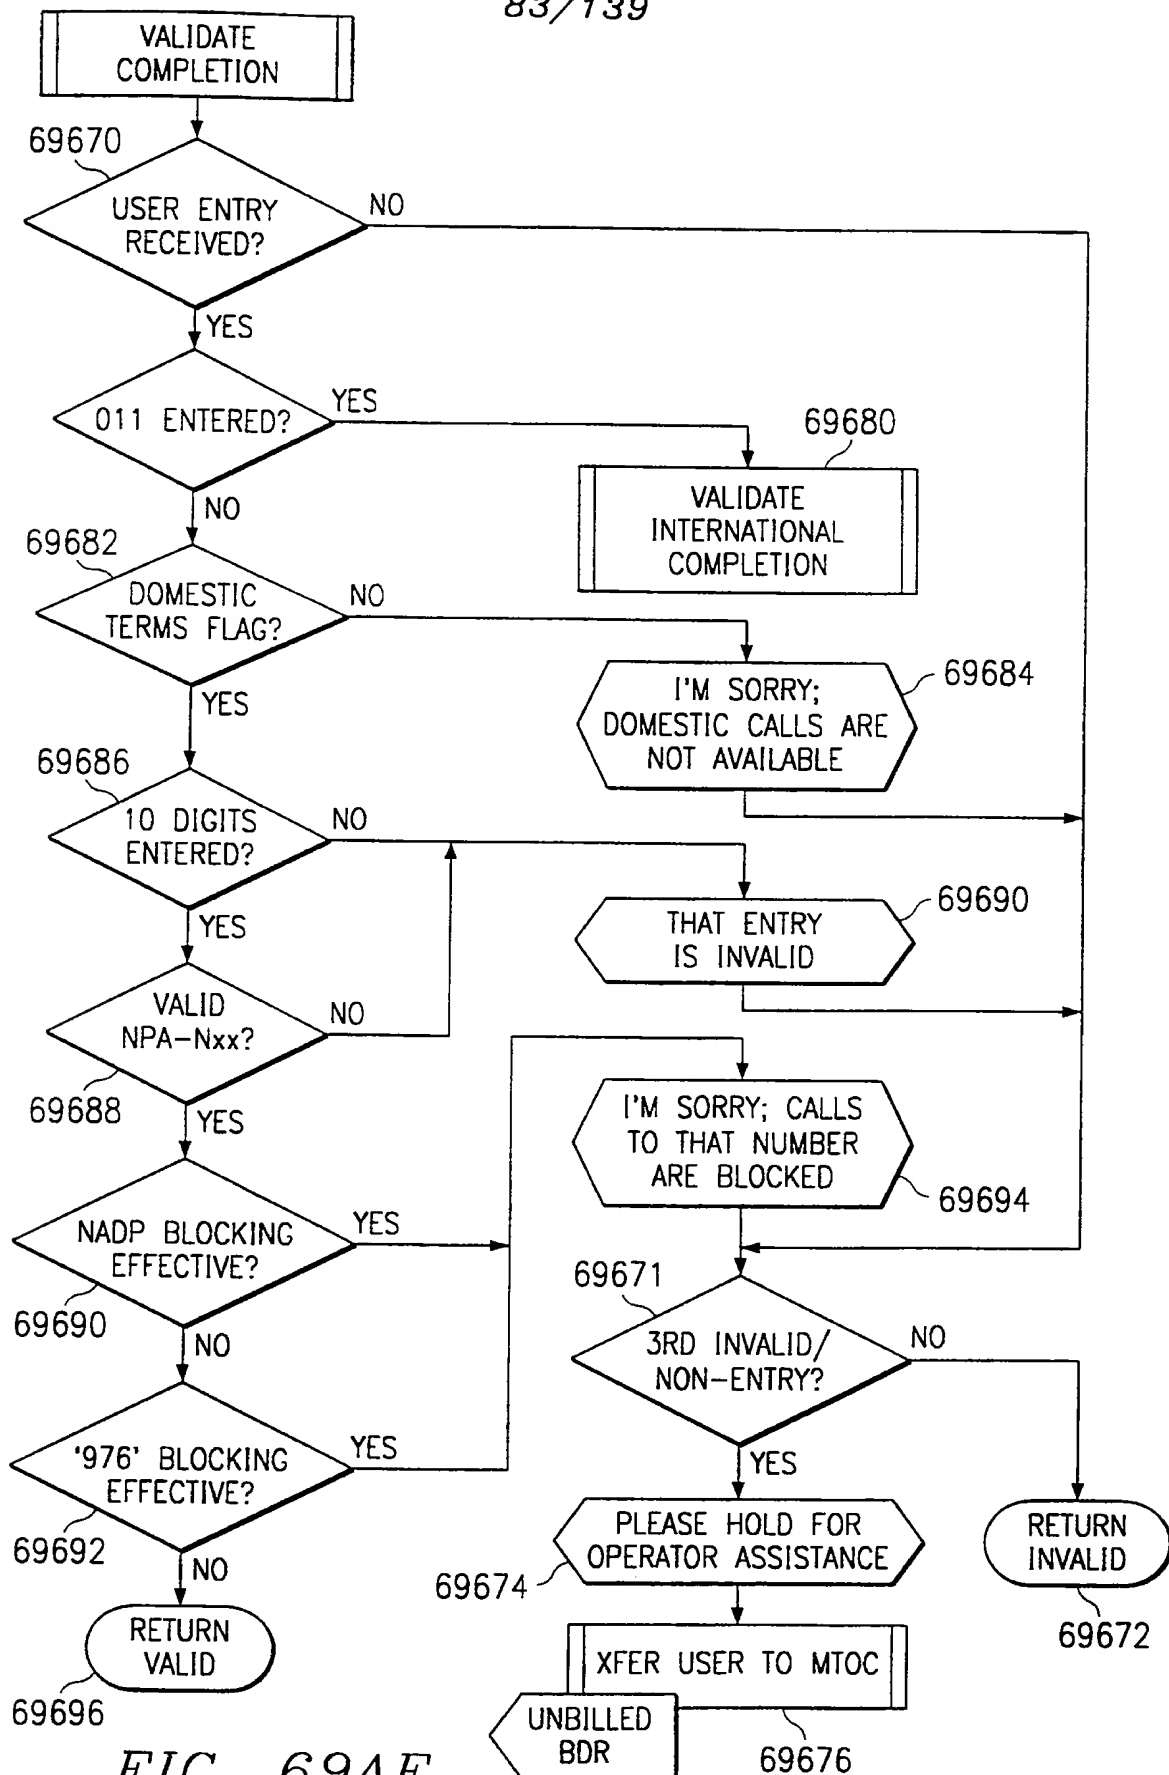 83/139
VALIDATE
COMPLETION
69670
USER ENTRY
RECEIVED?
NO
YES
011 ENTERED?
YES
NO
69680
VALIDATE
INTERNATIONAL
COMPLETION
69682
DOMESTIC
TERMS FLAG?
NO
YES
I'M SORRY;
DOMESTIC CALLS ARE
NOT AVAILABLE
69684
69686
10 DIGITS
ENTERED?
NO
YES
THAT ENTRY
IS INVALID
69690
VALID
NPA-Nxx?
NO
69688
YES
I'M SORRY; CALLS
TO THAT NUMBER
ARE BLOCKED
69694
NADP BLOCKING
EFFECTIVE?
YES
69690
NO
69671
3RD INVALID/
NON-ENTRY?
NO
YES
'976' BLOCKING
EFFECTIVE?
YES
69692
NO
PLEASE HOLD FOR
OPERATOR ASSISTANCE
69674
RETURN
INVALID
69672
RETURN
VALID
69696
XFER USER TO MTOC
69676
UNBILLED
BDR
FIG. 69AF